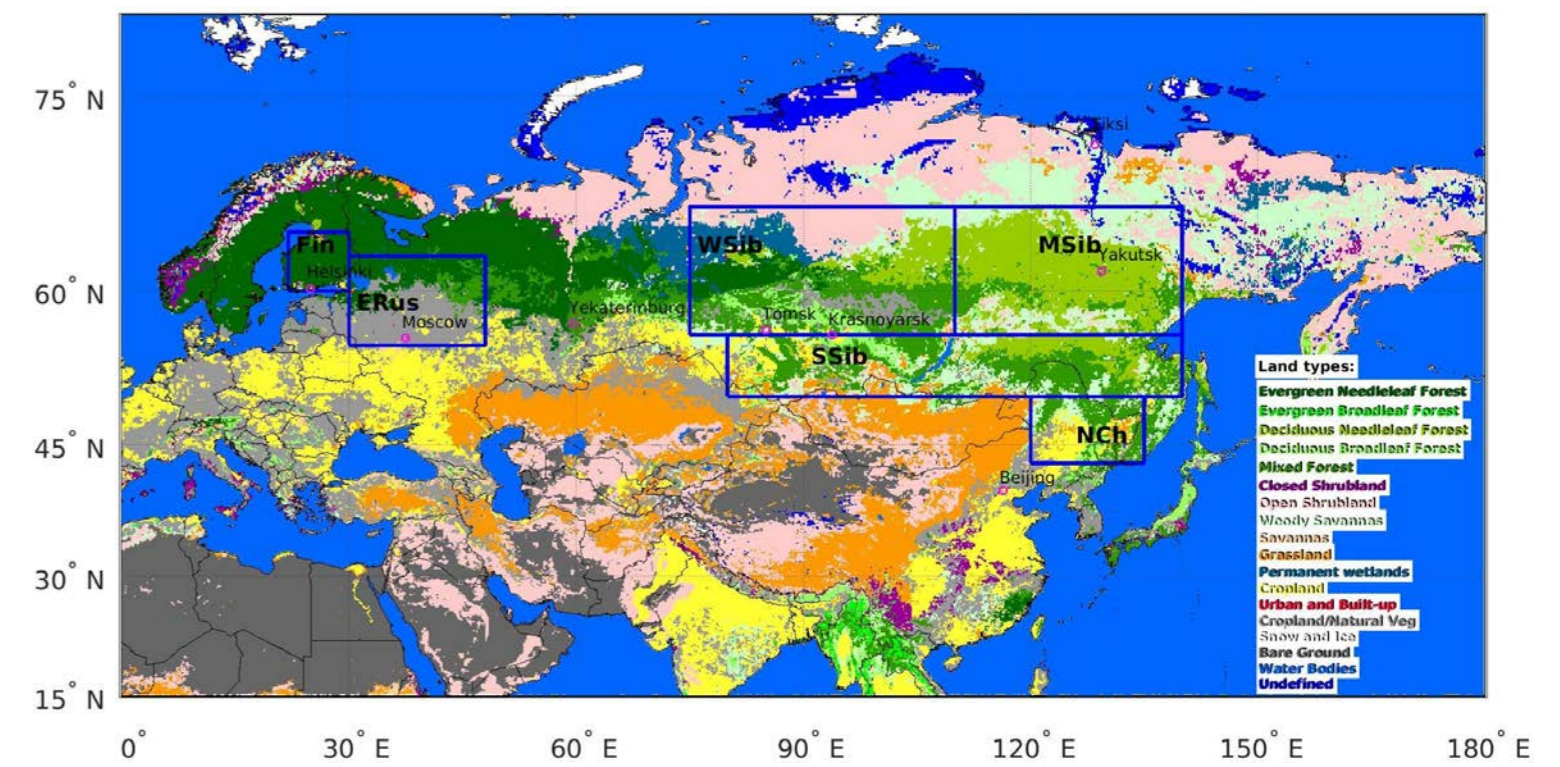 75° N
60° N
45° N
30° N
15° N
Tiksi
WSib
MSib
Yakutsk
Fin
Helsinki
ERus
Moscow
Yekaterinburg
Tomsk
Krasnoyarsk
SSib
NCh
Beijing
Land types:
Evergreen Needleleaf Forest
Evergreen Broadleaf Forest
Deciduous Needleleaf Forest
Deciduous Broadleaf Forest
Mixed Forest
Closed Shrubland
Open Shrubland
Woody Savannas
Savannas
Grassland
Permanent wetlands
Cropland
Urban and Built-up
Cropland/Natural Veg
Snow and Ice
Bare Ground
Water Bodies
Undefined
0° 30° E 60° E 90° E 120° E 150° E 180° E